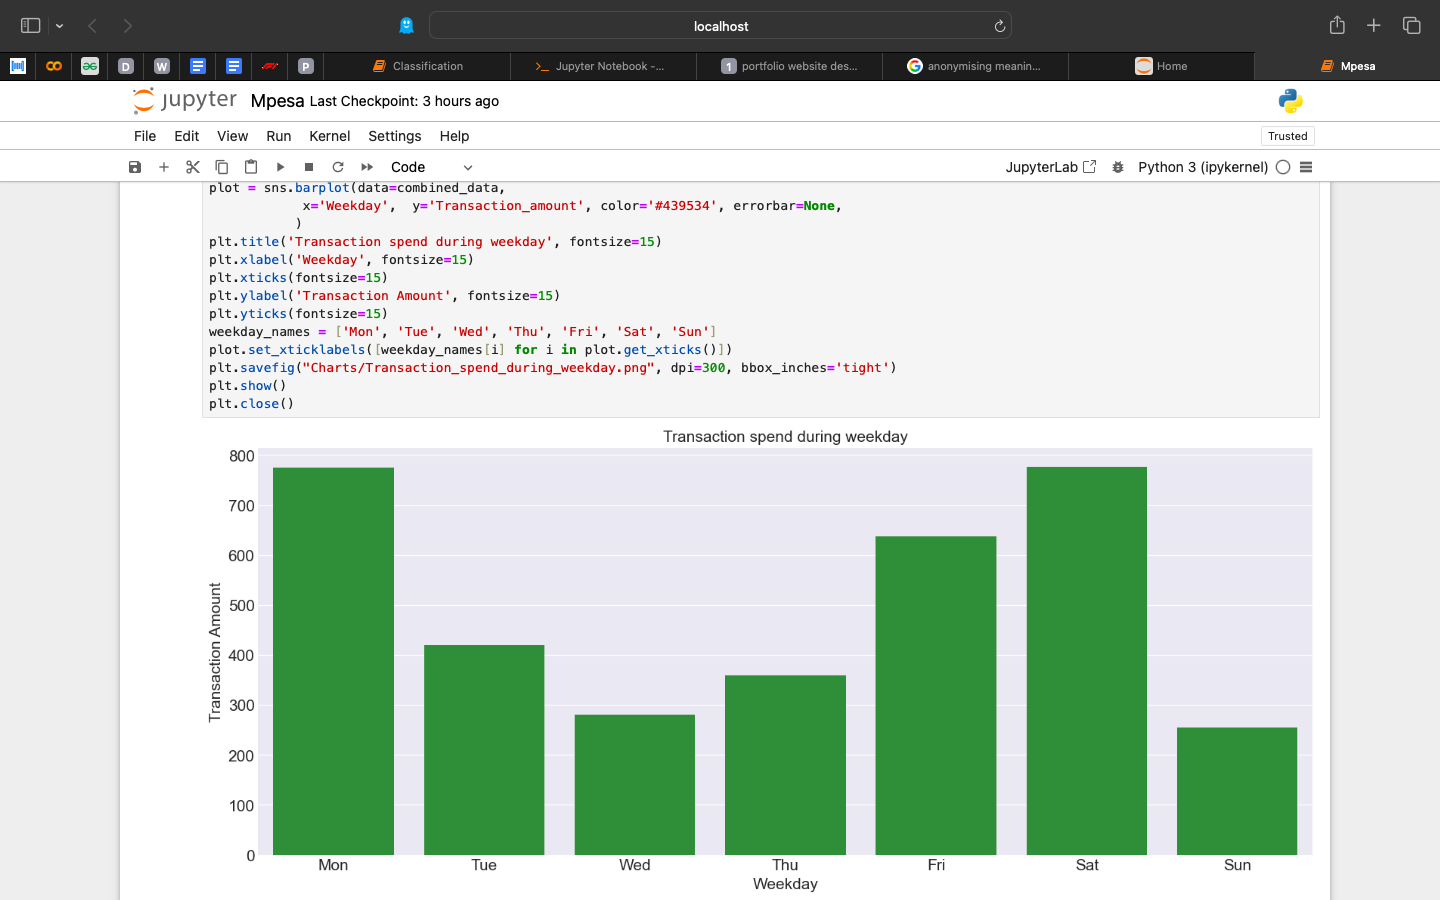 localhost
D
W
P
Classification
Jupyter Notebook -...
1 portfolio website des...
anonymising meanin...
Home
Mpesa
jupyter Mpesa Last Checkpoint: 3 hours ago
File Edit View Run Kernel Settings Help
Trusted
Code
JupyterLab
Python 3 (ipykernel)
plot = sns.barplot(data=combined_data,
x='Weekday', y='Transaction_amount', color='#439534', errorbar=None,
)
plt.title('Transaction spend during weekday', fontsize=15)
plt.xlabel('Weekday', fontsize=15)
plt.xticks(fontsize=15)
plt.ylabel('Transaction Amount', fontsize=15)
plt.yticks(fontsize=15)
weekday_names = ['Mon', 'Tue', 'Wed', 'Thu', 'Fri', 'Sat', 'Sun']
plot.set_xticklabels([weekday_names[i] for i in plot.get_xticks()])
plt.savefig("Charts/Transaction_spend_during_weekday.png", dpi=300, bbox_inches='tight')
plt.show()
plt.close()
Transaction spend during weekday
Transaction Amount
800
700
600
500
400
300
200
100
0
Mon Tue Wed Thu Fri Sat Sun
Weekday